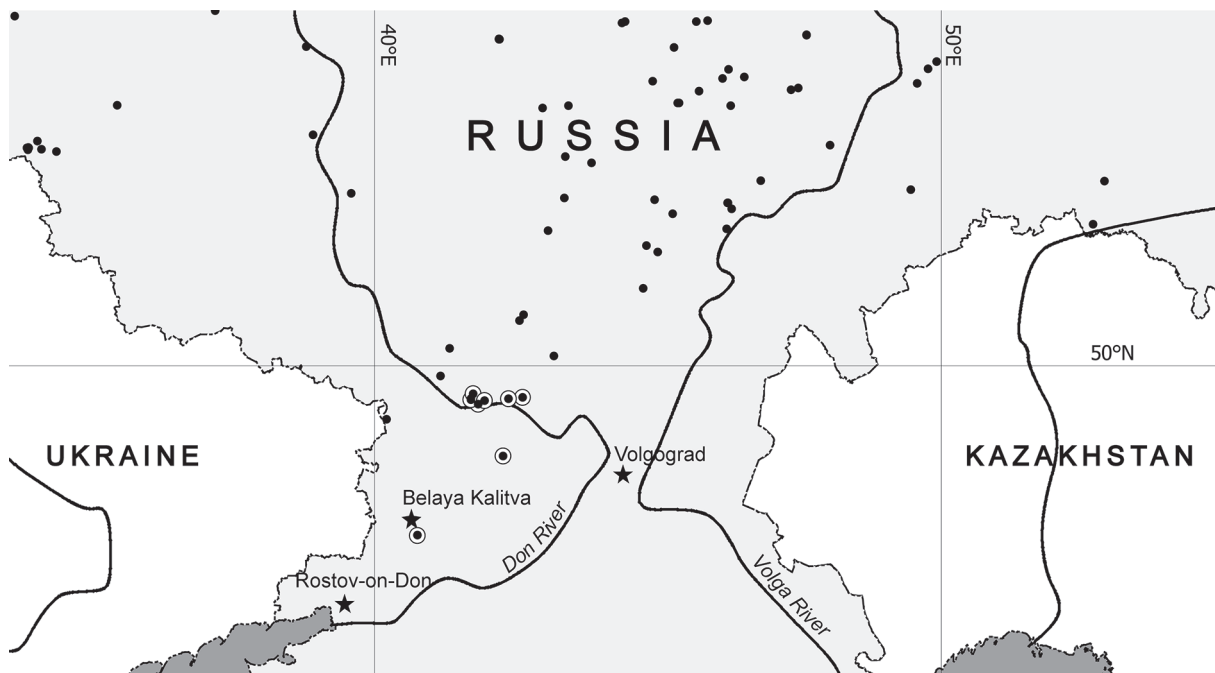 40°E
50°E
RUSSIA
50°N
UKRAINE
Volgograd
KAZAKHSTAN
Belaya Kalitva
Don River
Volga River
Rostov-on-Don